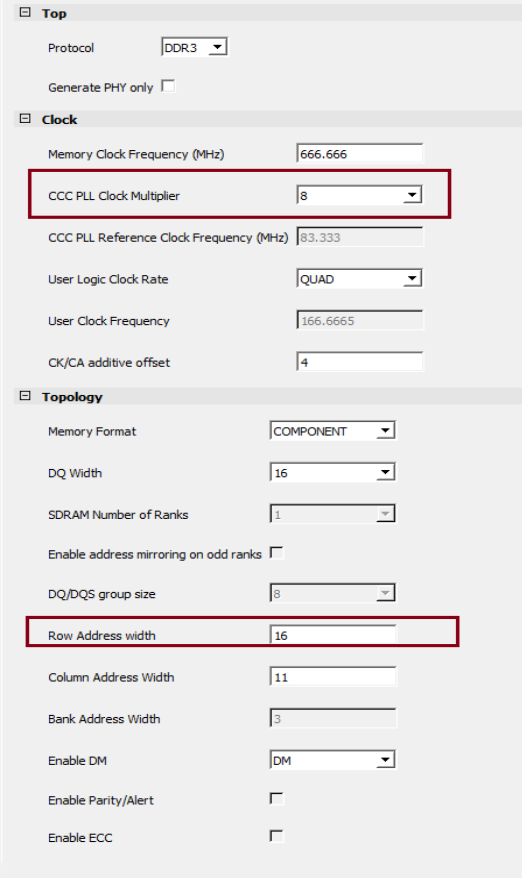 Top
Protocol DDR3
Generate PHY only
Clock
Memory Clock Frequency (MHz) 666.666
CCC PLL Clock Multiplier 8
CCC PLL Reference Clock Frequency (MHz) 83.333
User Logic Clock Rate QUAD
User Clock Frequency 166.6665
CK/CA additive offset 4
Topology
Memory Format COMPONENT
DQ Width 16
SDRAM Number of Ranks 1
Enable address mirroring on odd ranks
DQ/DQS group size 8
Row Address width 16
Column Address Width 11
Bank Address Width 3
Enable DM DM
Enable Parity/Alert
Enable ECC